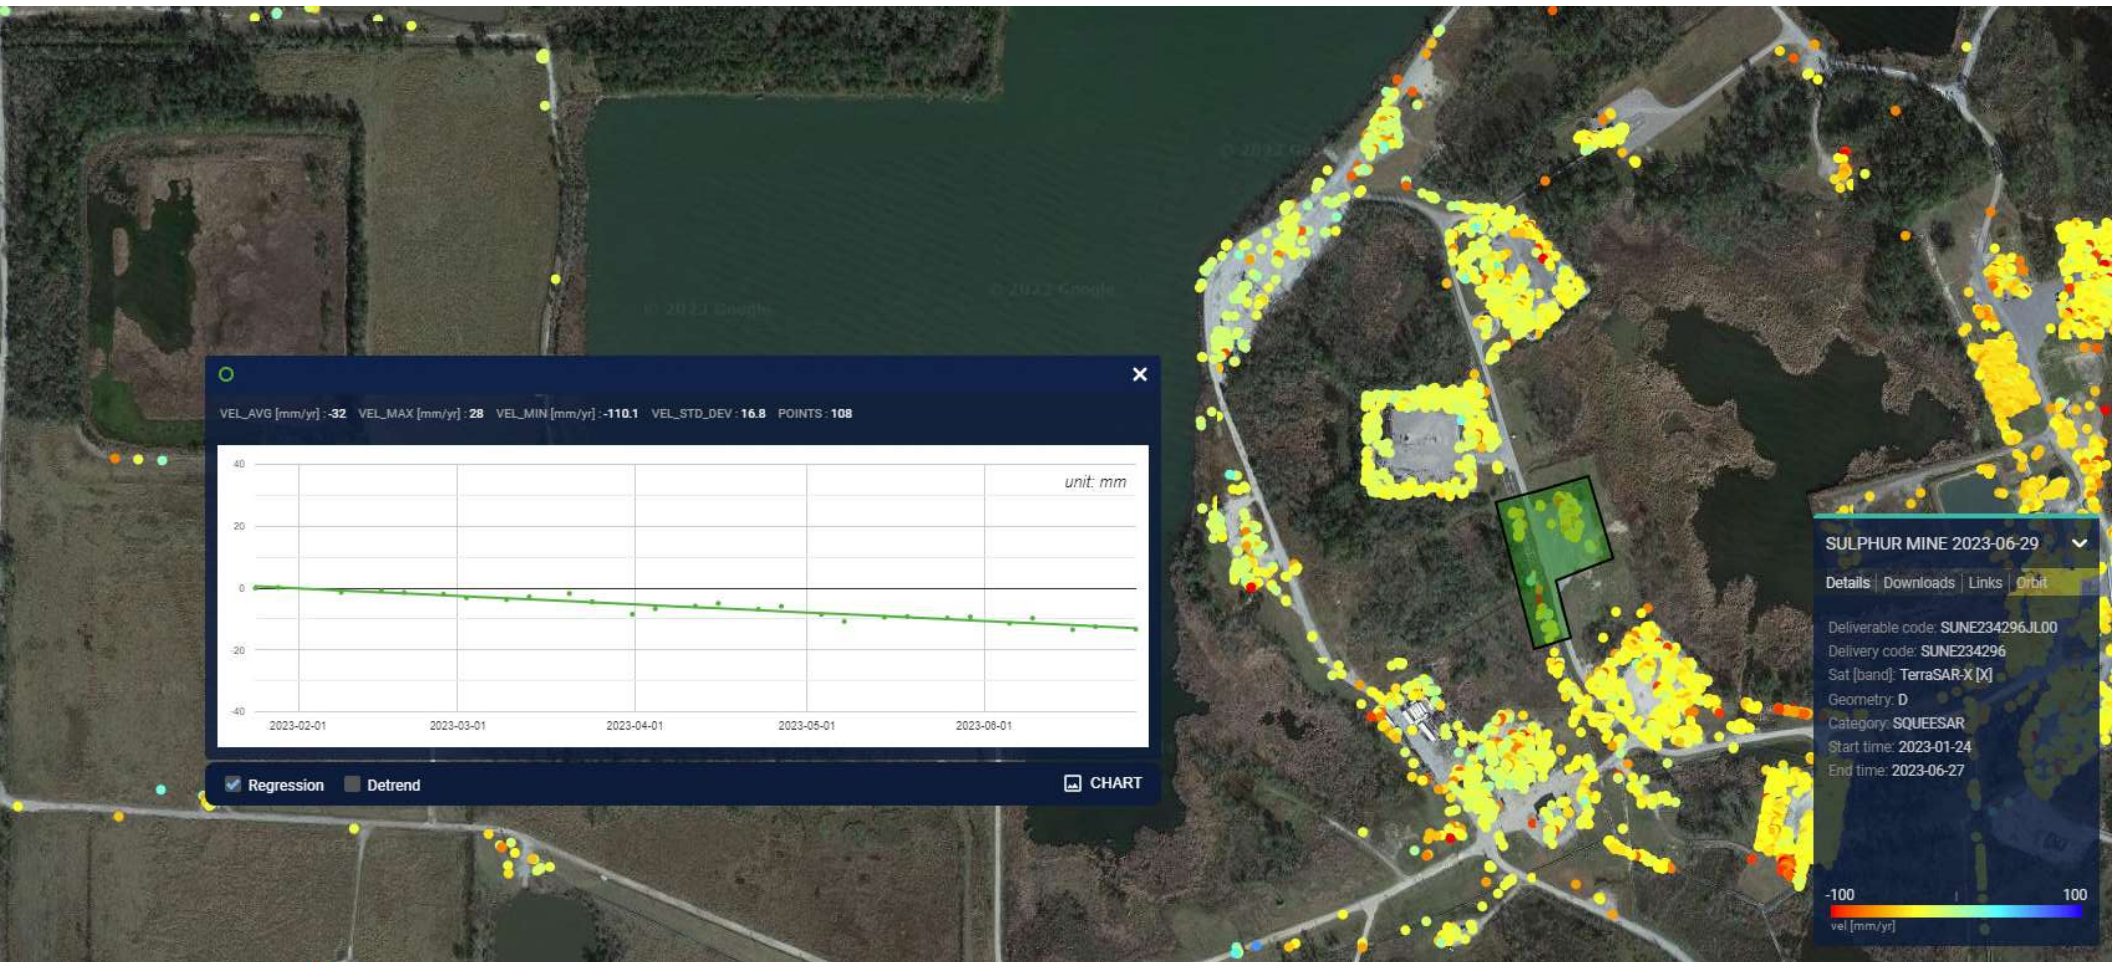 © 2023 Google
© 2023 Google
VEL_AVG [mm/yr] : -32 VEL_MAX [mm/yr] : 28 VEL_MIN [mm/yr] : -110.1 VEL_STD_DEV : 16.8 POINTS : 108
unit: mm
40
20
0
-20
-40
2023-02-01 2023-03-01 2023-04-01 2023-05-01 2023-06-01
Regression Detrend CHART
SULPHUR MINE 2023-06-29
Details | Downloads | Links | Orbit
Deliverable code: SUNE234296JL00
Delivery code: SUNE234296
Sat [band]: TerraSAR-X [X]
Geometry: D
Category: SQUEESAR
Start time: 2023-01-24
End time: 2023-06-27
-100 100
vel [mm/yr]